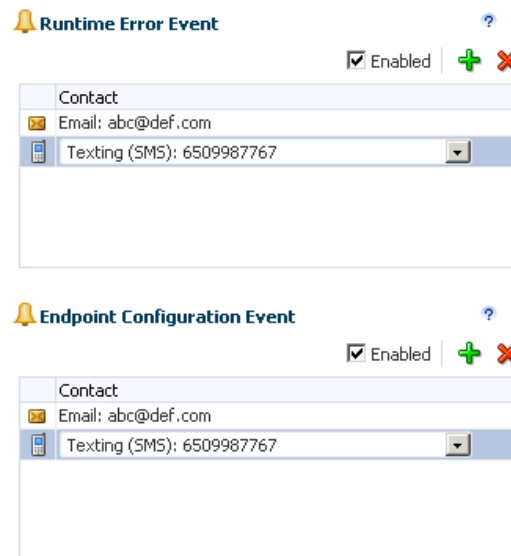 Runtime Error Event ?
Enabled
Contact
Email: abc@def.com
Texting (SMS): 6509987767
Endpoint Configuration Event ?
Enabled
Contact
Email: abc@def.com
Texting (SMS): 6509987767